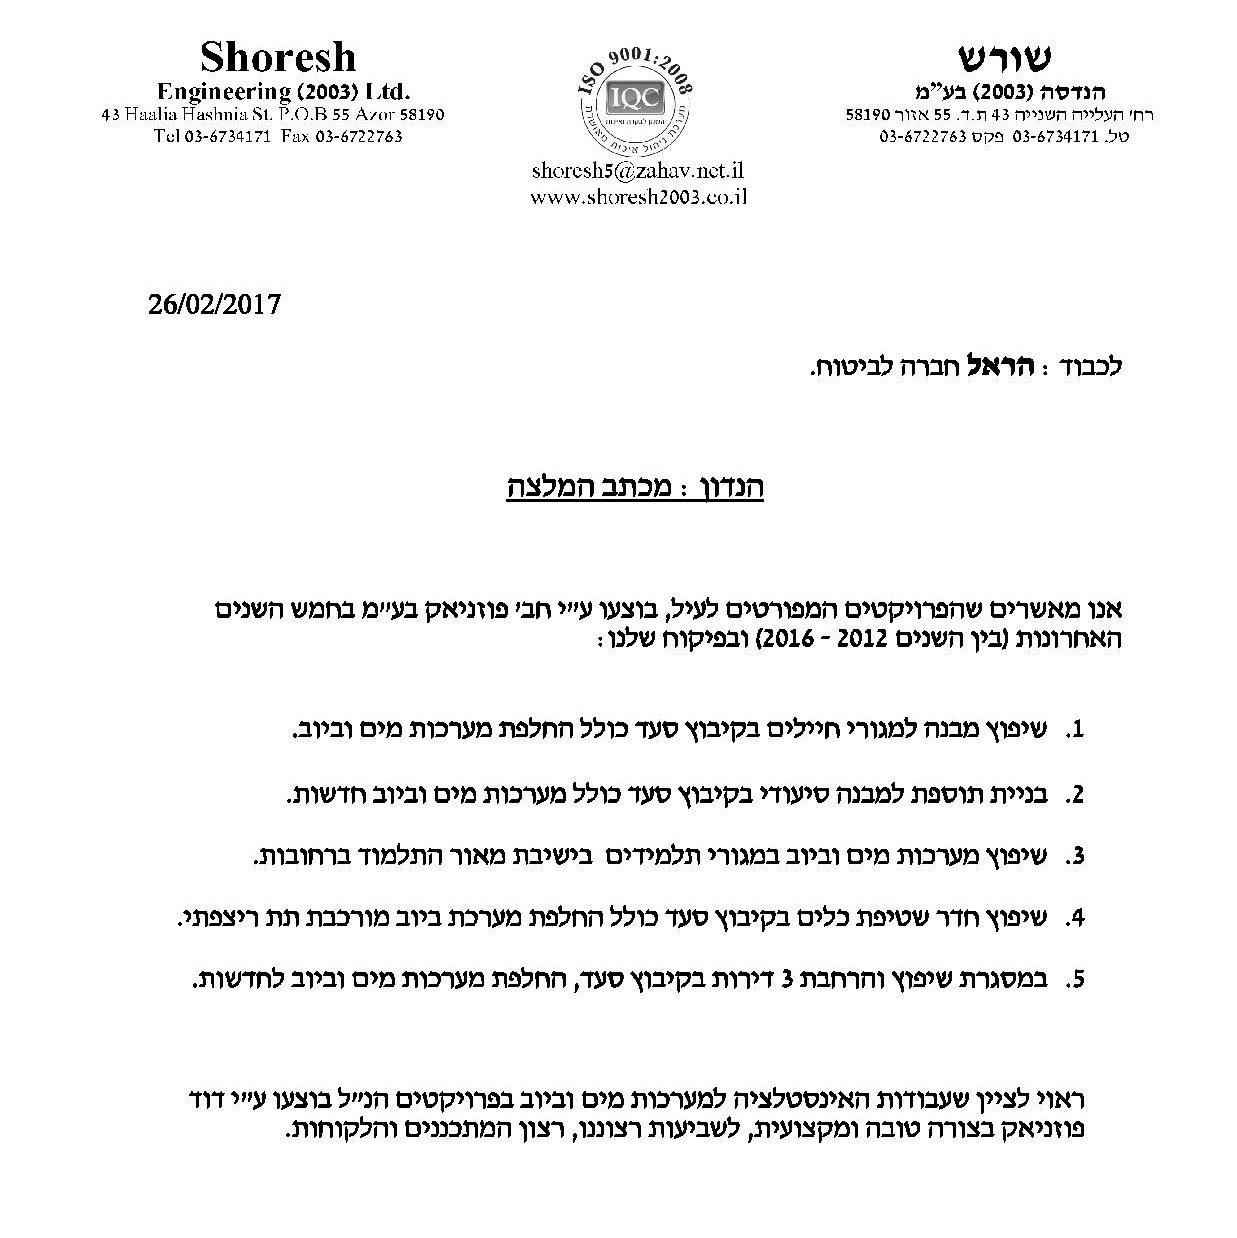 Shoresh
Engineering (2003) Ltd.
43 Haalia Hashnia St. P.O.B 55 Azor 58190
Tel 03-6734171 Fax 03-6722763
ISO 9001:2008
IQC
המכון לבקרה ואיכות
מערכת ניהול איכות מאושרת
shoresh5@zahav.net.il
www.shoresh2003.co.il
שורש
הנדסה (2003) בע"מ
רח' העלייה השנייה 43 ת.ד. 55 אזור 58190
טל. 03-6734171 פקס 03-6722763
26/02/2017
לכבוד : הראל חברה לביטוח.
הנדון : מכתב המלצה
אנו מאשרים שהפרויקטים המפורטים לעיל, בוצעו ע"י חב' פוזניאק בע"מ בחמש השנים
האחרונות (בין השנים 2012 - 2016) ובפיקוח שלנו :
1. שיפוץ מבנה למגורי חיילים בקיבוץ סעד כולל החלפת מערכות מים וביוב.
2. בניית תוספת למבנה סיעודי בקיבוץ סעד כולל מערכות מים וביוב חדשות.
3. שיפוץ מערכות מים וביוב במגורי תלמידים בישיבת מאור התלמוד ברחובות.
4. שיפוץ חדר שטיפת כלים בקיבוץ סעד כולל החלפת מערכת ביוב מורכבת תת ריצפתי.
5. במסגרת שיפוץ והרחבת 3 דירות בקיבוץ סעד, החלפת מערכות מים וביוב לחדשות.
ראוי לציין שעבודות האינסטלציה למערכות מים וביוב בפרויקטים הנ"ל בוצעו ע"י דוד
פוזניאק בצורה טובה ומקצועית, לשביעות רצוננו, רצון המתכננים והלקוחות.